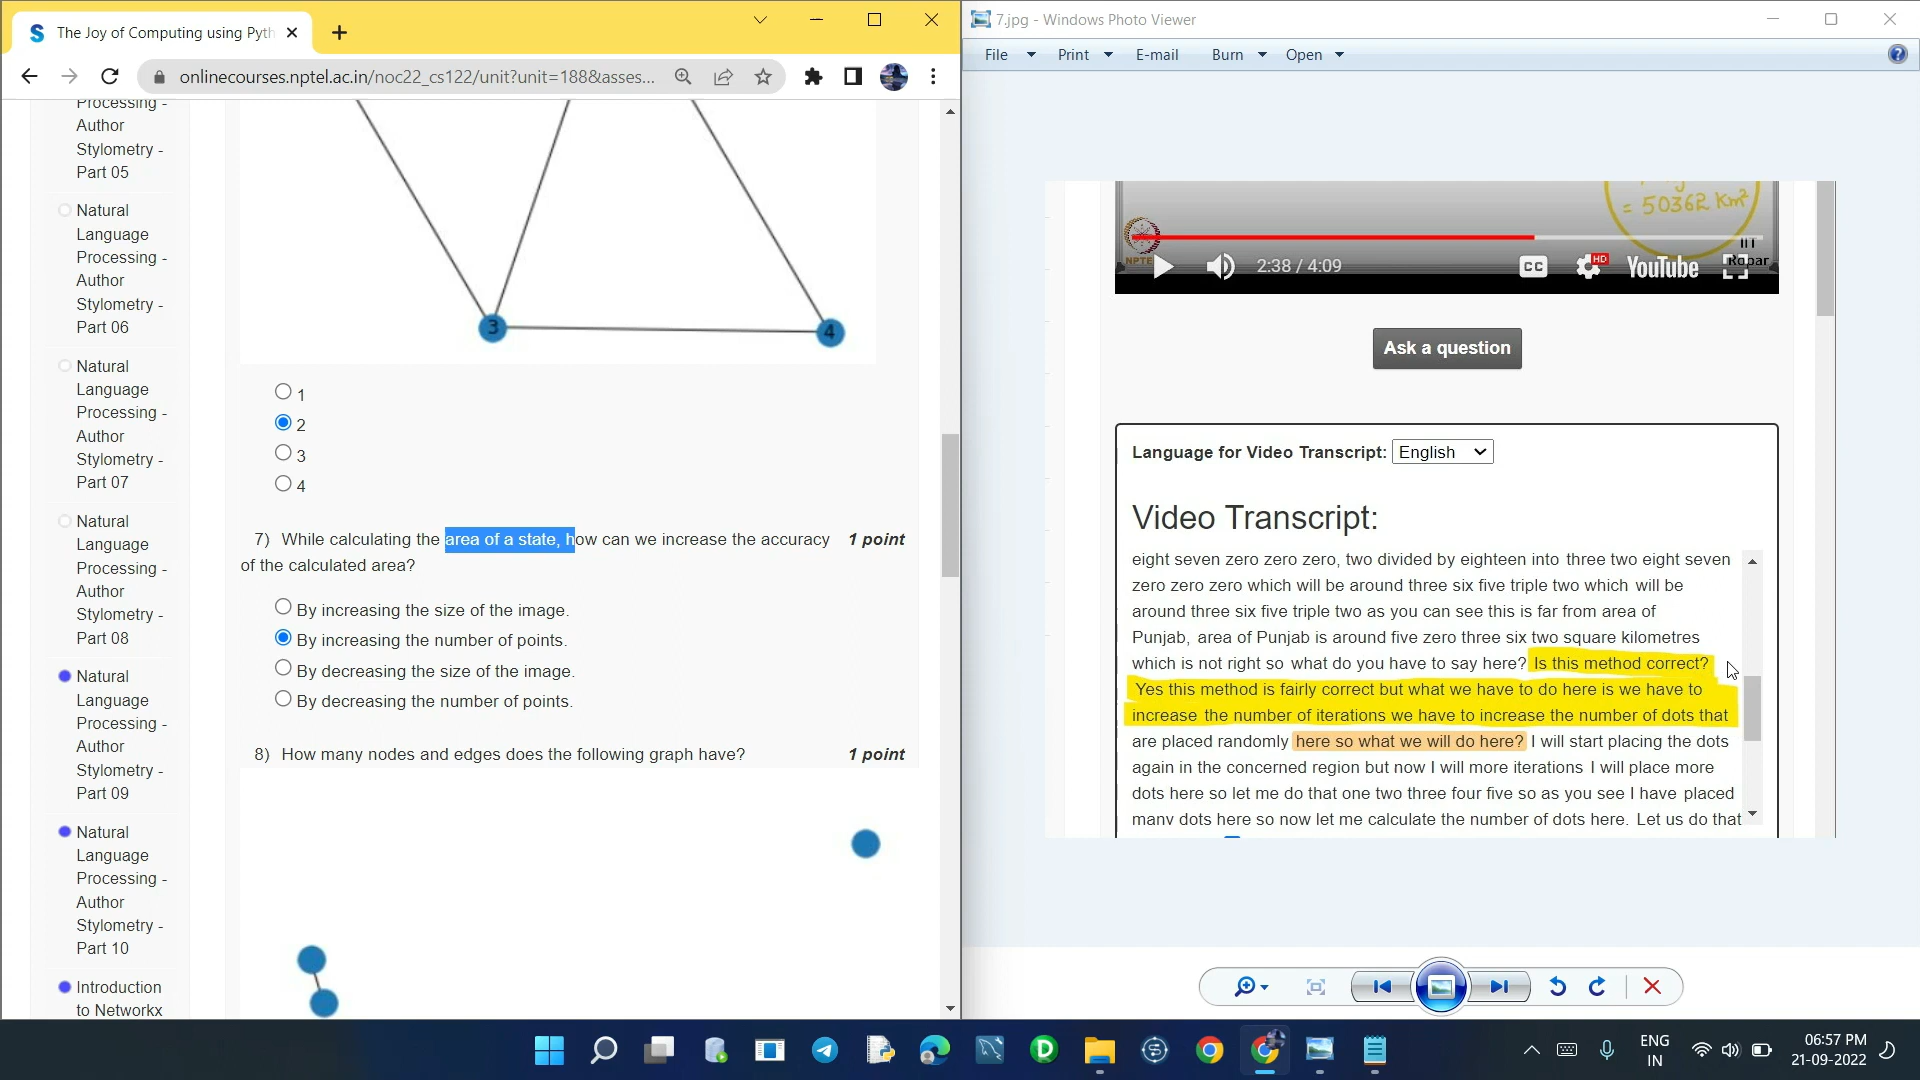 The Joy of Computing using Pyth
onlinecourses.nptel.ac.in/noc22_cs122/unit?unit=188&asses...
Processing -
Author
Stylometry -
Part 05
Natural
Language
Processing -
Author
Stylometry -
Part 06
Natural
Language
Processing -
Author
Stylometry -
Part 07
Natural
Language
Processing -
Author
Stylometry -
Part 08
Natural
Language
Processing -
Author
Stylometry -
Part 09
Natural
Language
Processing -
Author
Stylometry -
Part 10
Introduction
to Networkx
3
4
1
2
3
4
7) While calculating the area of a state, how can we increase the accuracy 1 point
of the calculated area?
By increasing the size of the image.
By increasing the number of points.
By decreasing the size of the image.
By decreasing the number of points.
8) How many nodes and edges does the following graph have? 1 point
7.jpg - Windows Photo Viewer
File Print E-mail Burn Open
= 50362 Km²
IIT
Ropar
NPTEL
2:38 / 4:09
CC
HD
YouTube
Ask a question
Language for Video Transcript: English
Video Transcript:
eight seven zero zero zero, two divided by eighteen into three two eight seven
zero zero zero which will be around three six five triple two which will be
around three six five triple two as you can see this is far from area of
Punjab, area of Punjab is around five zero three six two square kilometres
which is not right so what do you have to say here? Is this method correct?
Yes this method is fairly correct but what we have to do here is we have to
increase the number of iterations we have to increase the number of dots that
are placed randomly here so what we will do here? I will start placing the dots
again in the concerned region but now I will more iterations I will place more
dots here so let me do that one two three four five so as you see I have placed
many dots here so now let me calculate the number of dots here. Let us do that
ENG
IN
06:57 PM
21-09-2022